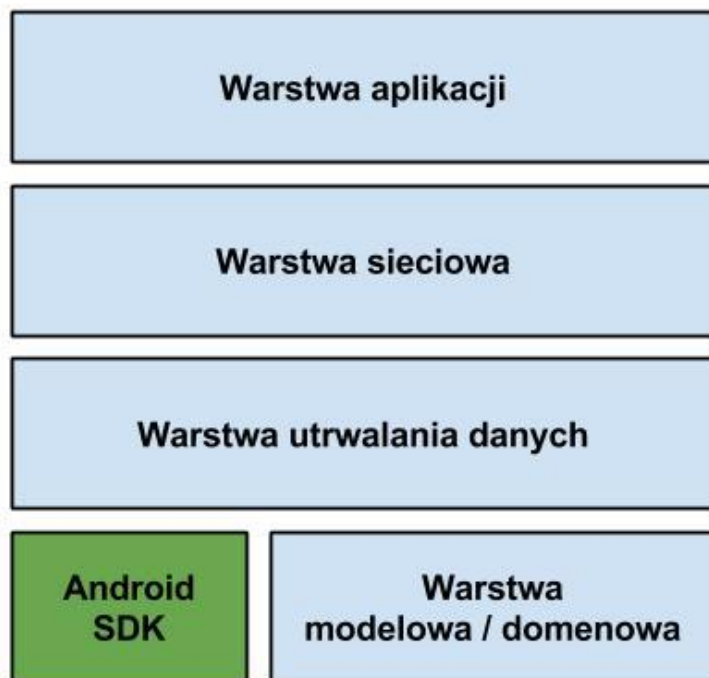 Warstwa aplikacji
Warstwa sieciowa
Warstwa utrwalania danych
Android
SDK
Warstwa
modelowa / domenowa